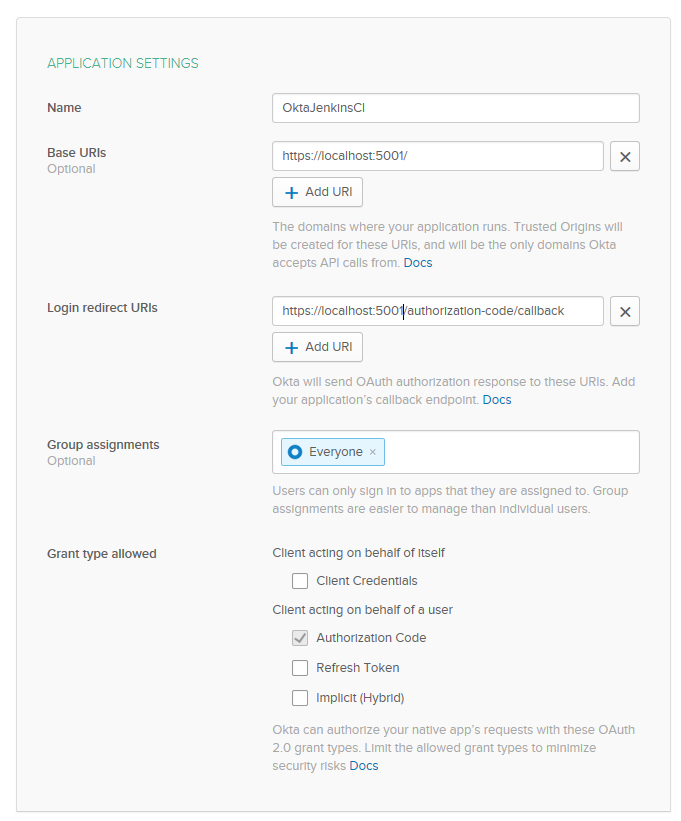 APPLICATION SETTINGS
Name
OktaJenkinsCI
Base URIs
Optional
https://localhost:5001/
Add URI
The domains where your application runs. Trusted Origins will
be created for these URIs, and will be the only domains Okta
accepts API calls from. Docs
Login redirect URIs
https://localhost:5001/authorization-code/callback
Add URI
Okta will send OAuth authorization response to these URIs. Add
your application's callback endpoint. Docs
Group assignments
Optional
Everyone ×
Users can only sign in to apps that they are assigned to. Group
assignments are easier to manage than individual users.
Grant type allowed
Client acting on behalf of itself
Client Credentials
Client acting on behalf of a user
Authorization Code
Refresh Token
Implicit (Hybrid)
Okta can authorize your native app's requests with these OAuth
2.0 grant types. Limit the allowed grant types to minimize
security risks Docs